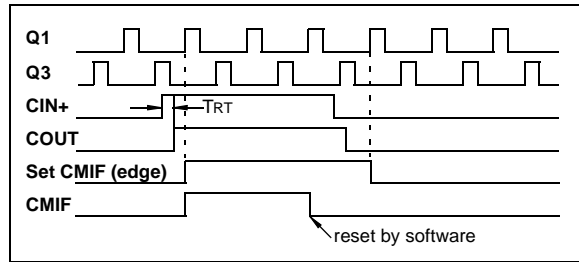 Q1
Q3
CIN+
TRT
COUT
Set CMIF (edge)
CMIF
reset by software